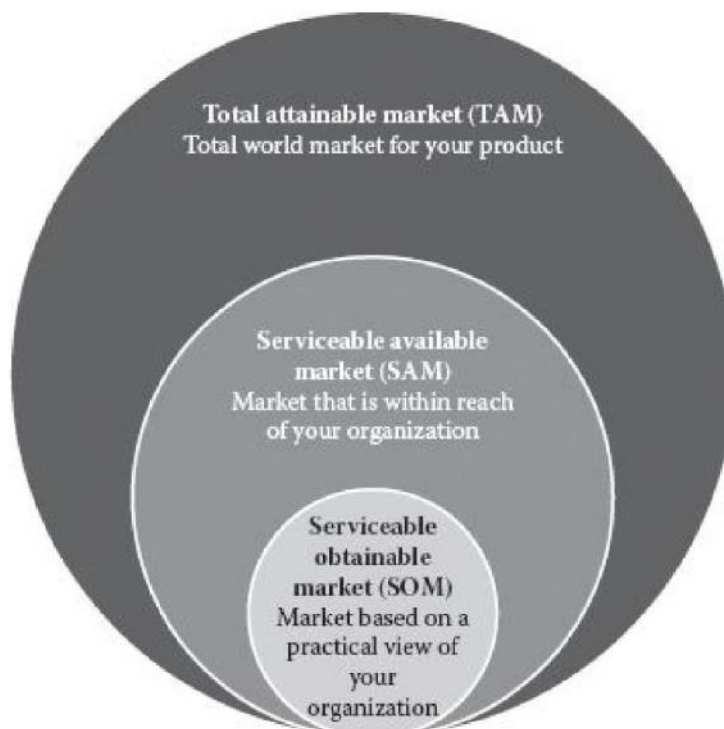 Total attainable market (TAM)
Total world market for your product
Serviceable available
market (SAM)
Market that is within reach
of your organization
Serviceable
obtainable
market (SOM)
Market based on a
practical view of
your
organization